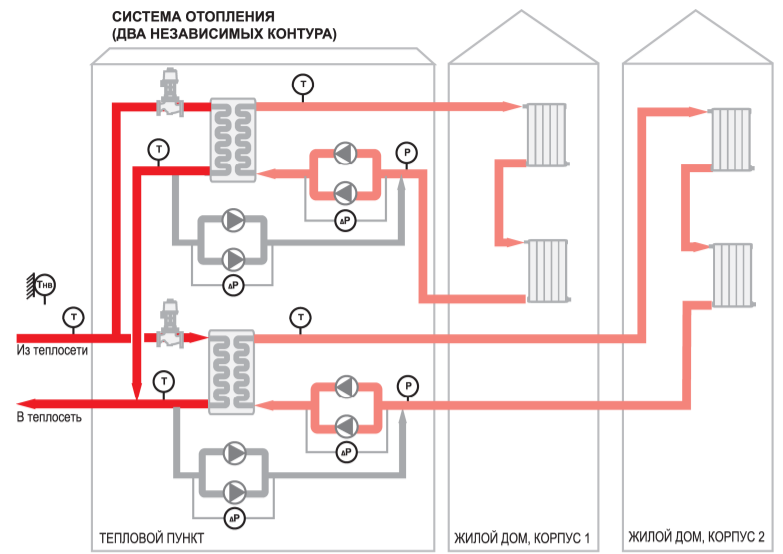 СИСТЕМА ОТОПЛЕНИЯ
(ДВА НЕЗАВИСИМЫХ КОНТУРА)
T
T
P
ΔP
ΔP
Tнв
T
T
Из теплосети
T
P
В теплосеть
ΔP
ΔP
ТЕПЛОВОЙ ПУНКТ
ЖИЛОЙ ДОМ, КОРПУС 1
ЖИЛОЙ ДОМ, КОРПУС 2